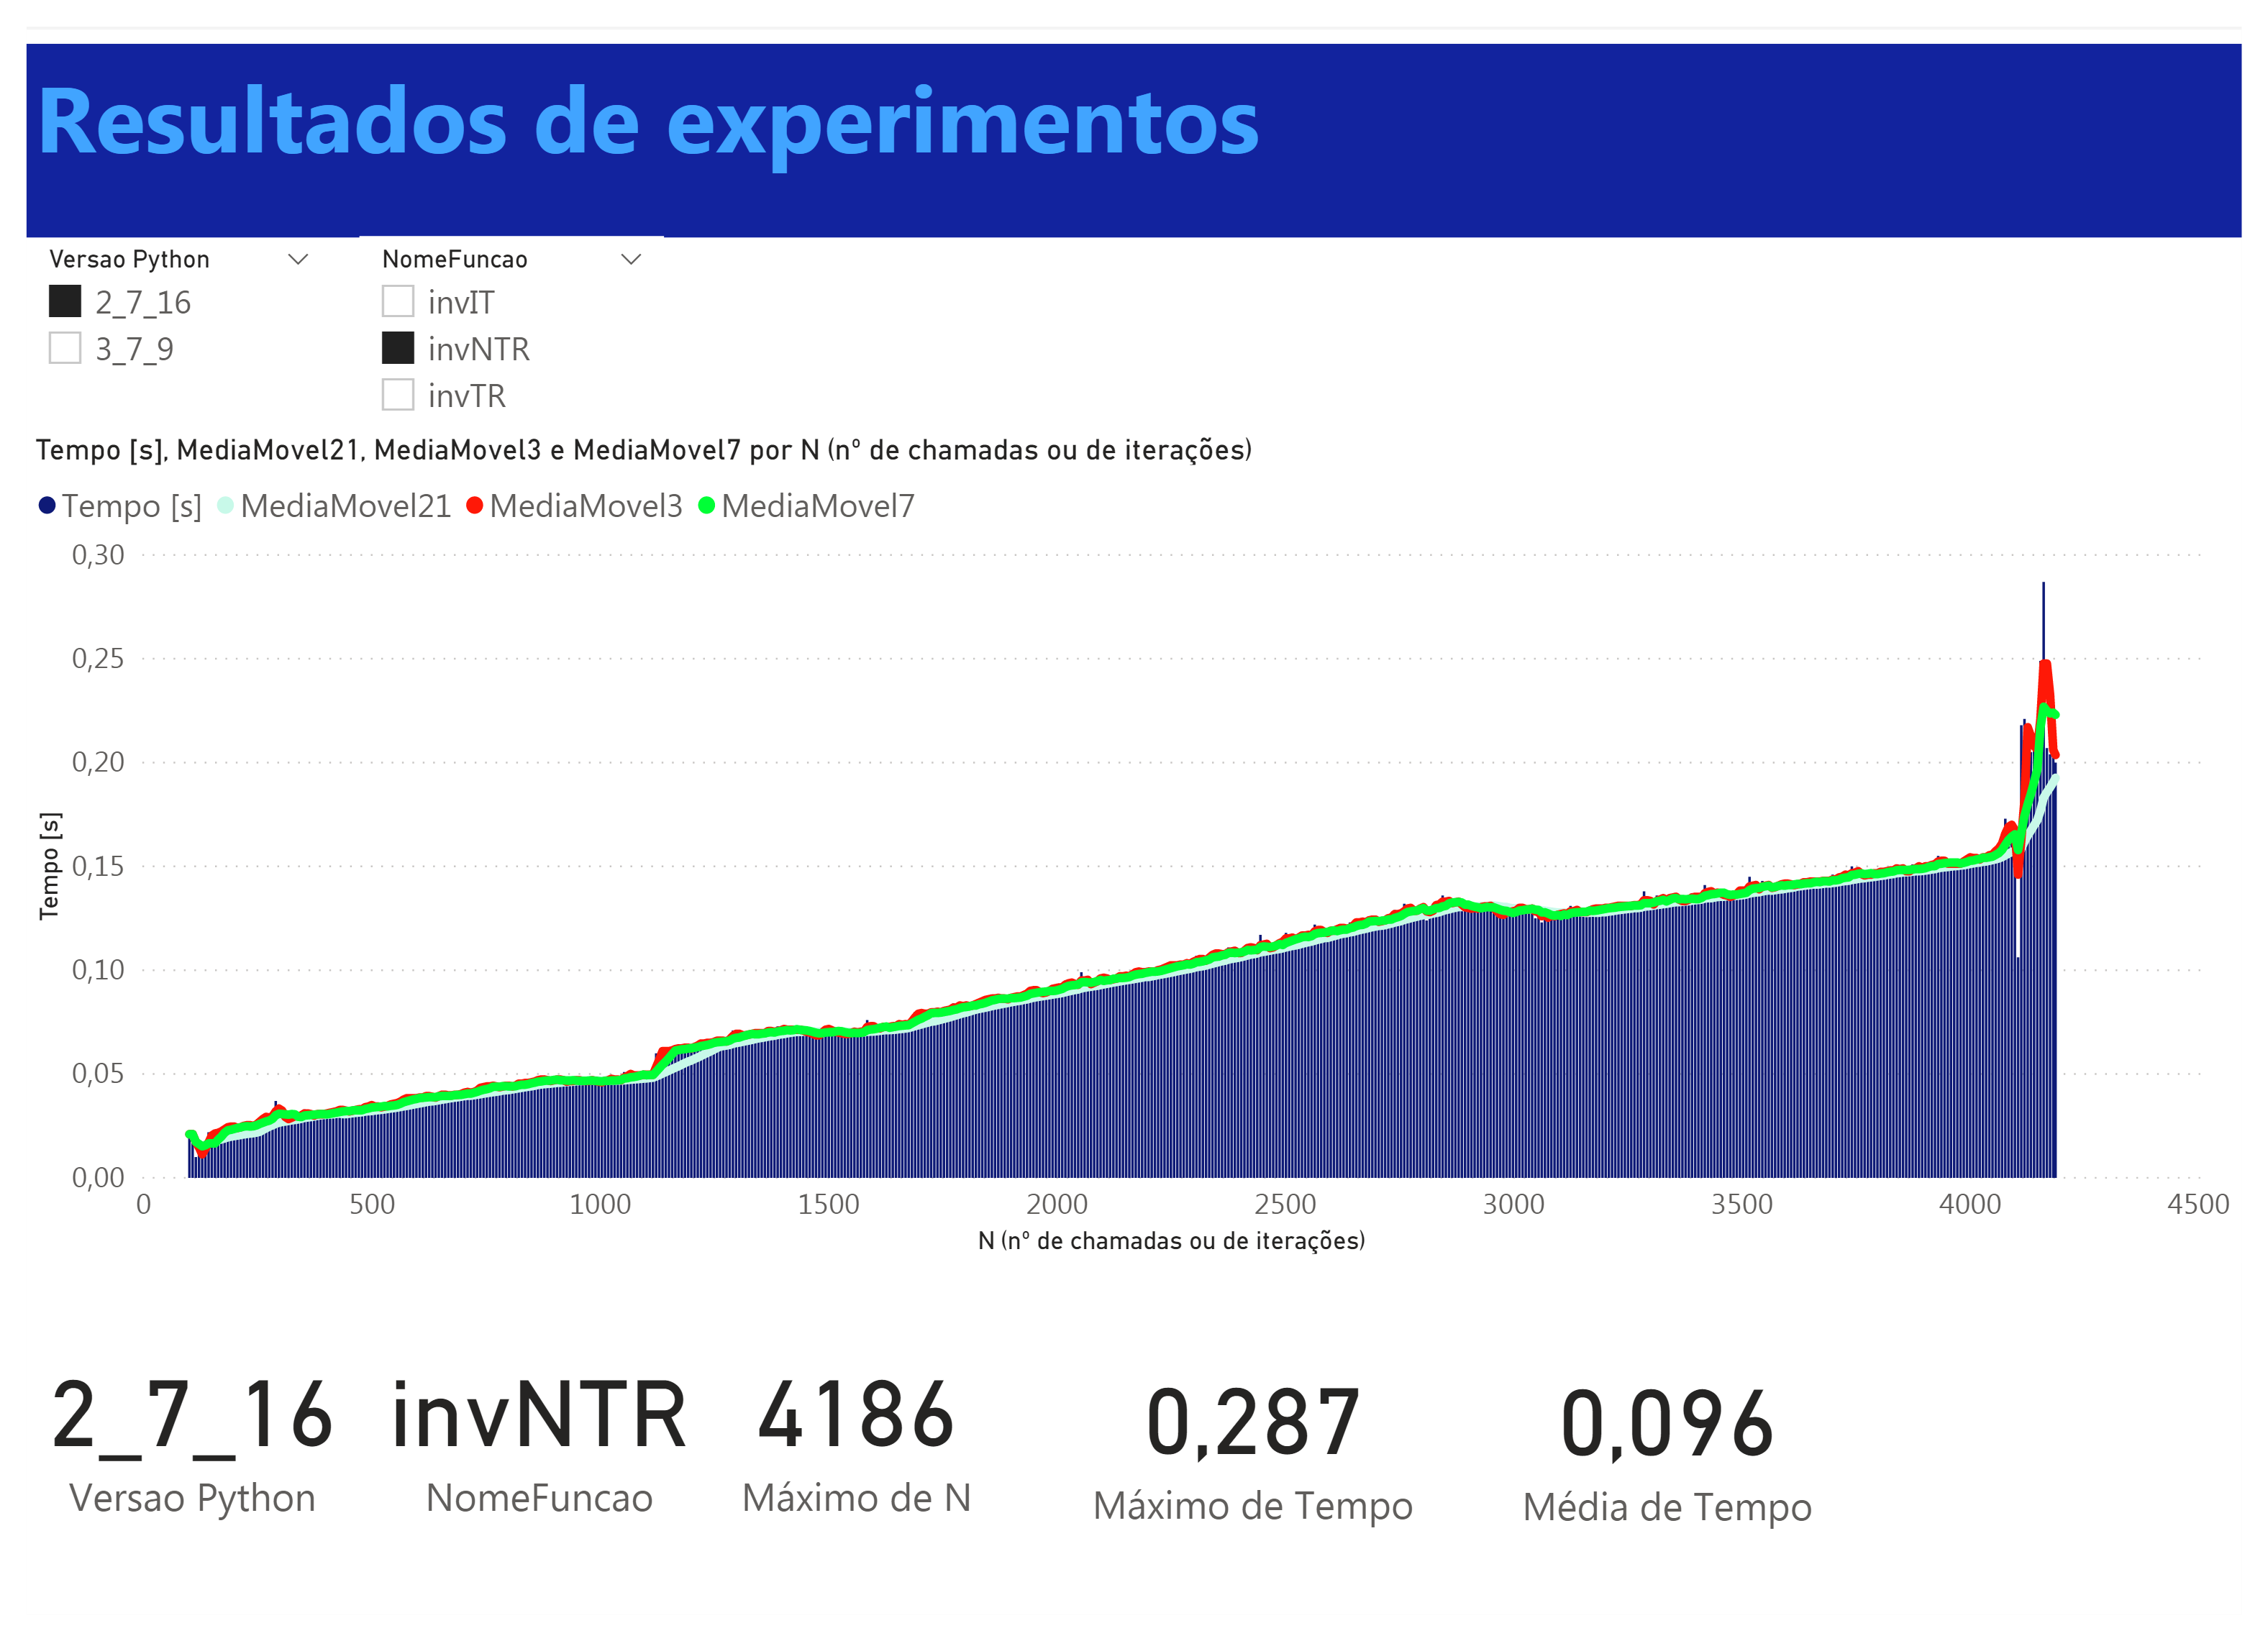 Resultados de experimentos
Versao Python
2_7_16
3_7_9
NomeFuncao
invIT
invNTR
invTR
Tempo [s], MediaMovel21, MediaMovel3 e MediaMovel7 por N (nº de chamadas ou de iterações)
Tempo [s] MediaMovel21 MediaMovel3 MediaMovel7
0,30
0,25
0,20
0,15
0,10
0,05
0,00
Tempo [s]
0 500 1000 1500 2000 2500 3000 3500 4000 4500
N (nº de chamadas ou de iterações)
2_7_16
Versao Python
invNTR
NomeFuncao
4186
Máximo de N
0,287
Máximo de Tempo
0,096
Média de Tempo